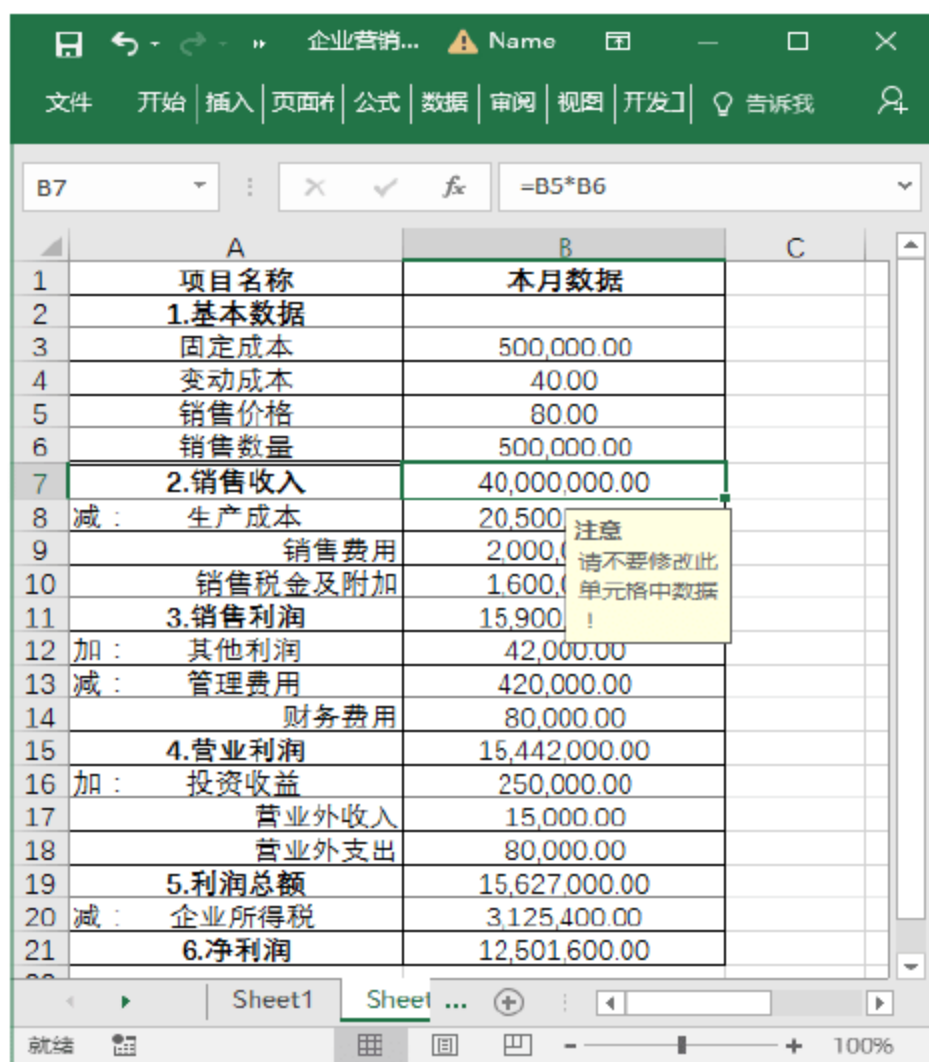 企业营销... Name
文件 开始 插入 页面布 公式 数据 审阅 视图 开发工 告诉我
B7 fx =B5*B6
A B C
1 项目名称 本月数据
2 1.基本数据
3 固定成本 500,000.00
4 变动成本 40.00
5 销售价格 80.00
6 销售数量 500,000.00
7 2.销售收入 40,000,000.00
8 减： 生产成本 20,500,
9 销售费用 2,000,
10 销售税金及附加 1,600,
11 3.销售利润 15,900,
注意
请不要修改此
单元格中数据
！
12 加： 其他利润 42,000.00
13 减： 管理费用 420,000.00
14 财务费用 80,000.00
15 4.营业利润 15,442,000.00
16 加： 投资收益 250,000.00
17 营业外收入 15,000.00
18 营业外支出 80,000.00
19 5.利润总额 15,627,000.00
20 减： 企业所得税 3,125,400.00
21 6.净利润 12,501,600.00
Sheet1 Sheet ...
就绪 100%